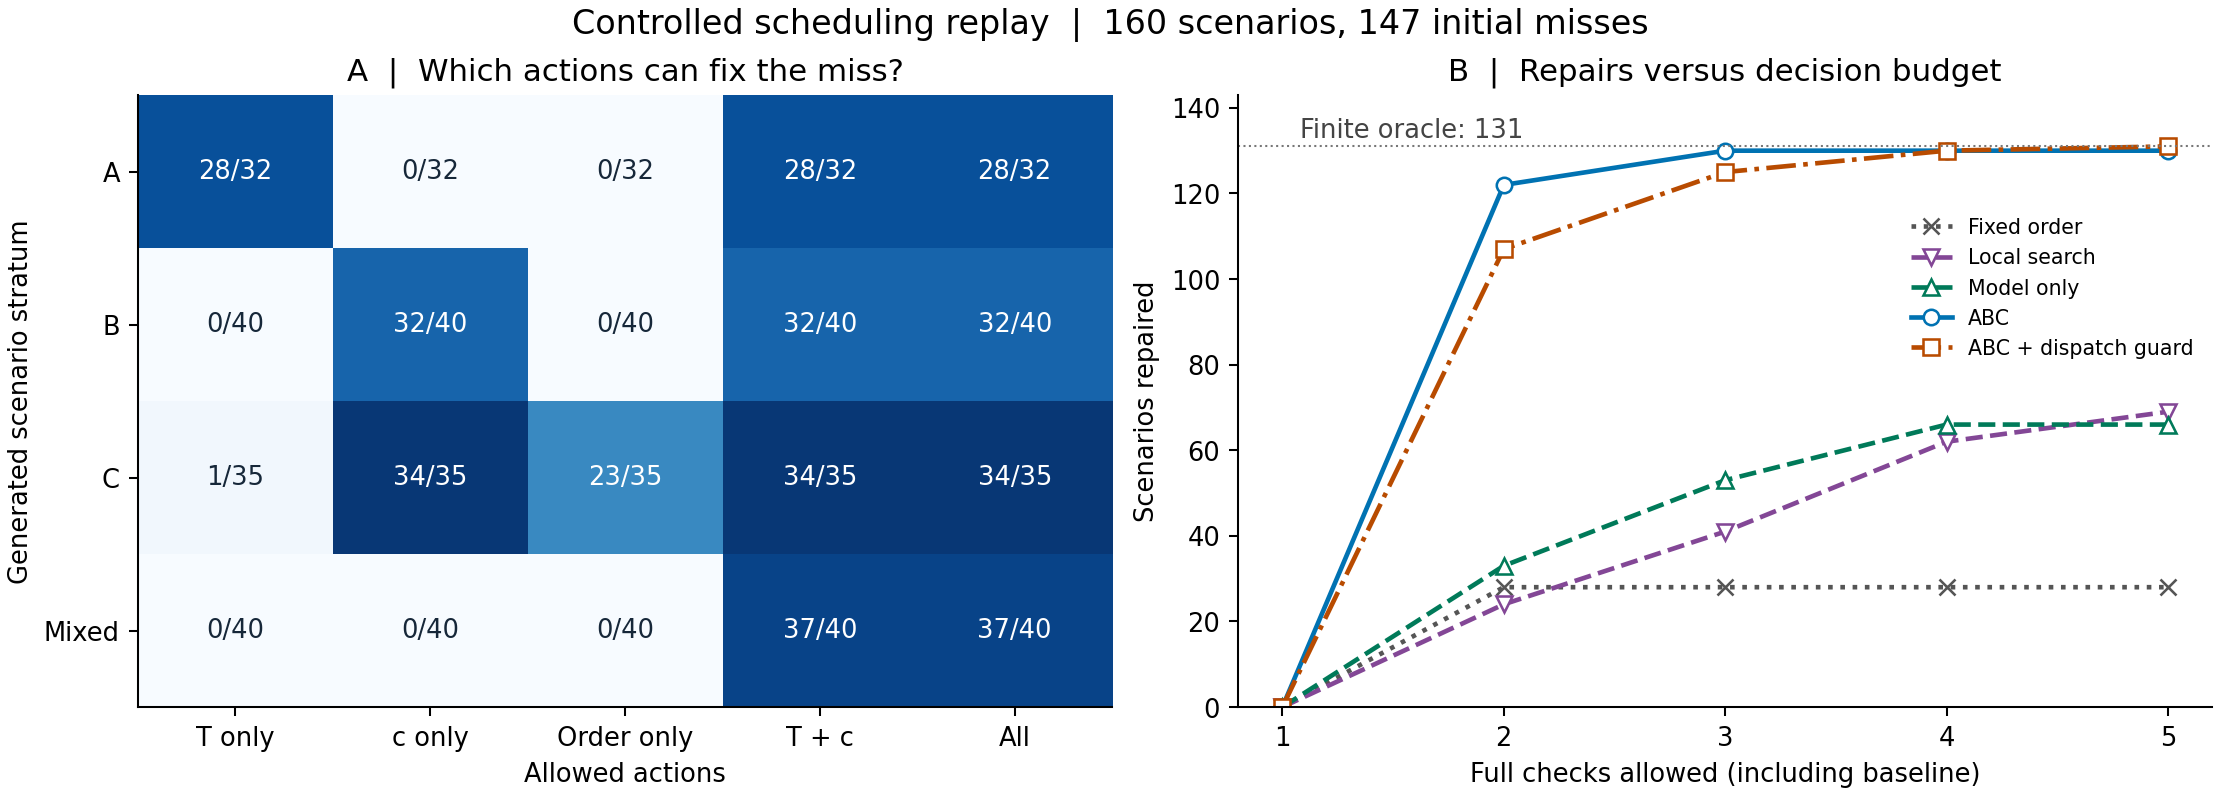 Controlled scheduling replay | 160 scenarios, 147 initial misses
A | Which actions can fix the miss?
Generated scenario stratum
A
28/32
0/32
0/32
28/32
28/32
B
0/40
32/40
0/40
32/40
32/40
C
1/35
34/35
23/35
34/35
34/35
Mixed
0/40
0/40
0/40
37/40
37/40
T only
c only
Order only
T + c
All
Allowed actions
B | Repairs versus decision budget
Scenarios repaired
140
120
100
80
60
40
20
0
Finite oracle: 131
Fixed order
Local search
Model only
ABC
ABC + dispatch guard
1
2
3
4
5
Full checks allowed (including baseline)